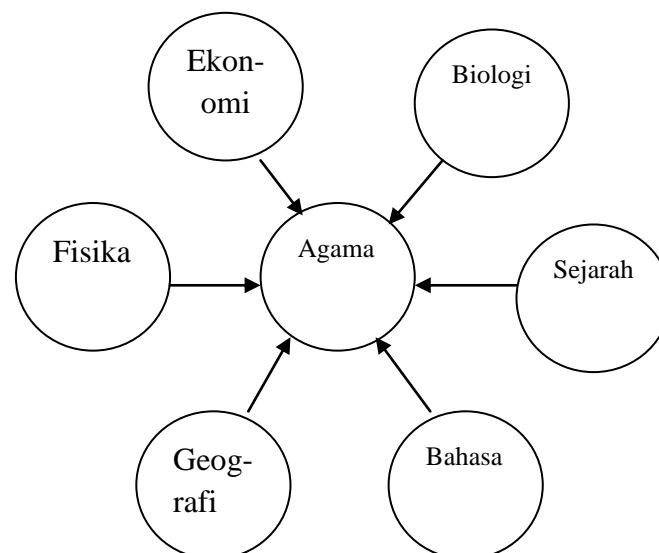 Ekon-
omi
Biologi
Fisika
Agama
Sejarah
Geog-
rafi
Bahasa